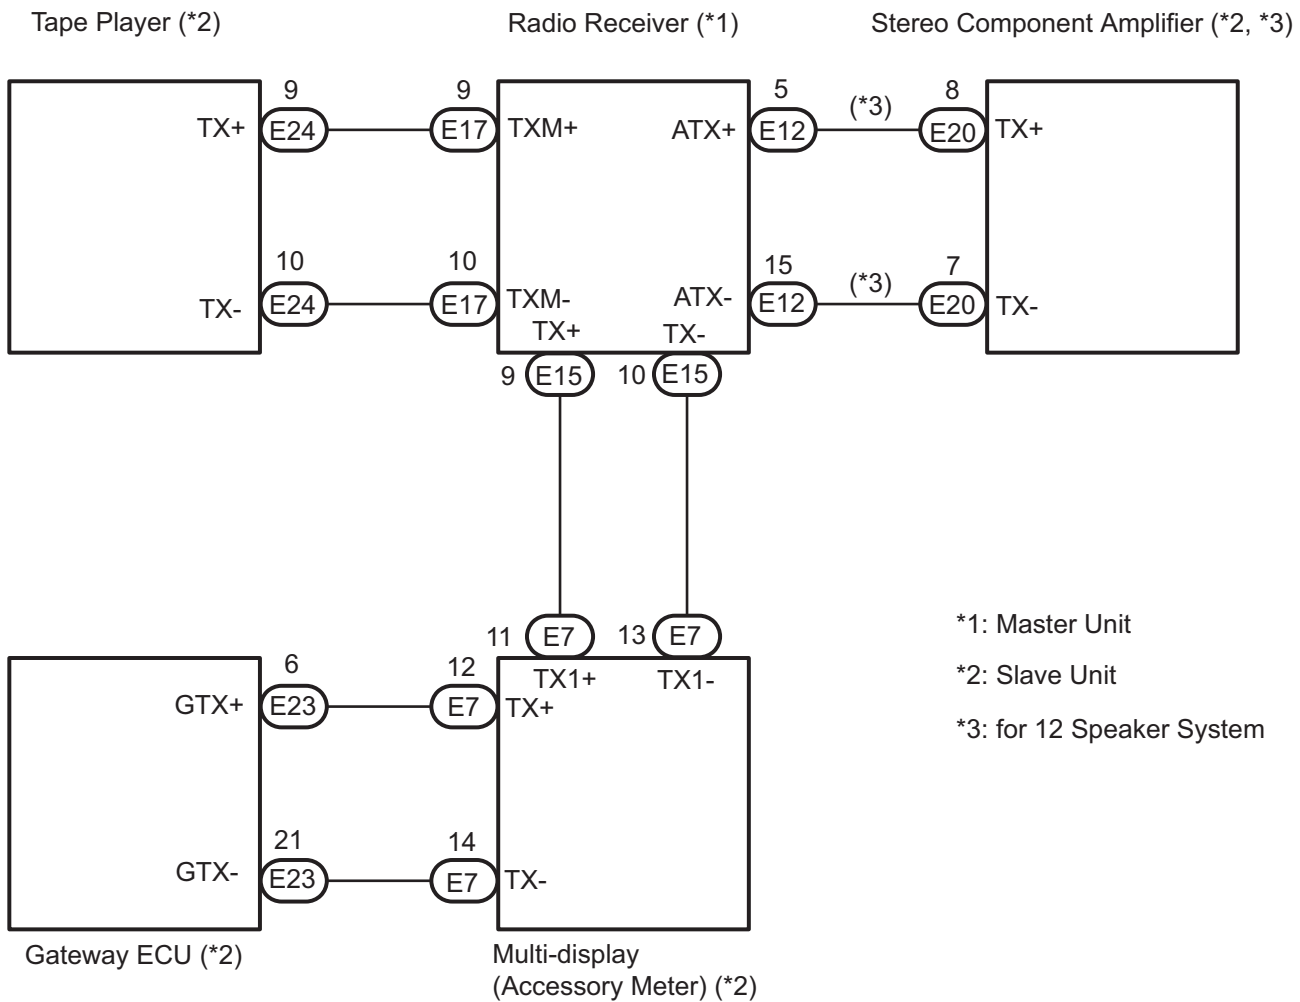 Tape Player (*2)
Radio Receiver (*1)
Stereo Component Amplifier (*2, *3)
9
9
5
(*3)
8
TX+
E24
E17
TXM+
ATX+
E12
E20
TX+
10
10
15
(*3)
7
TX-
E24
E17
TXM-
ATX-
E12
E20
TX-
TX+
TX-
9
E15
10
E15
11
E7
13
E7
*1: Master Unit
*2: Slave Unit
*3: for 12 Speaker System
6
12
TX1+
TX1-
GTX+
E23
E7
TX+
21
14
GTX-
E23
E7
TX-
Gateway ECU (*2)
Multi-display
(Accessory Meter) (*2)